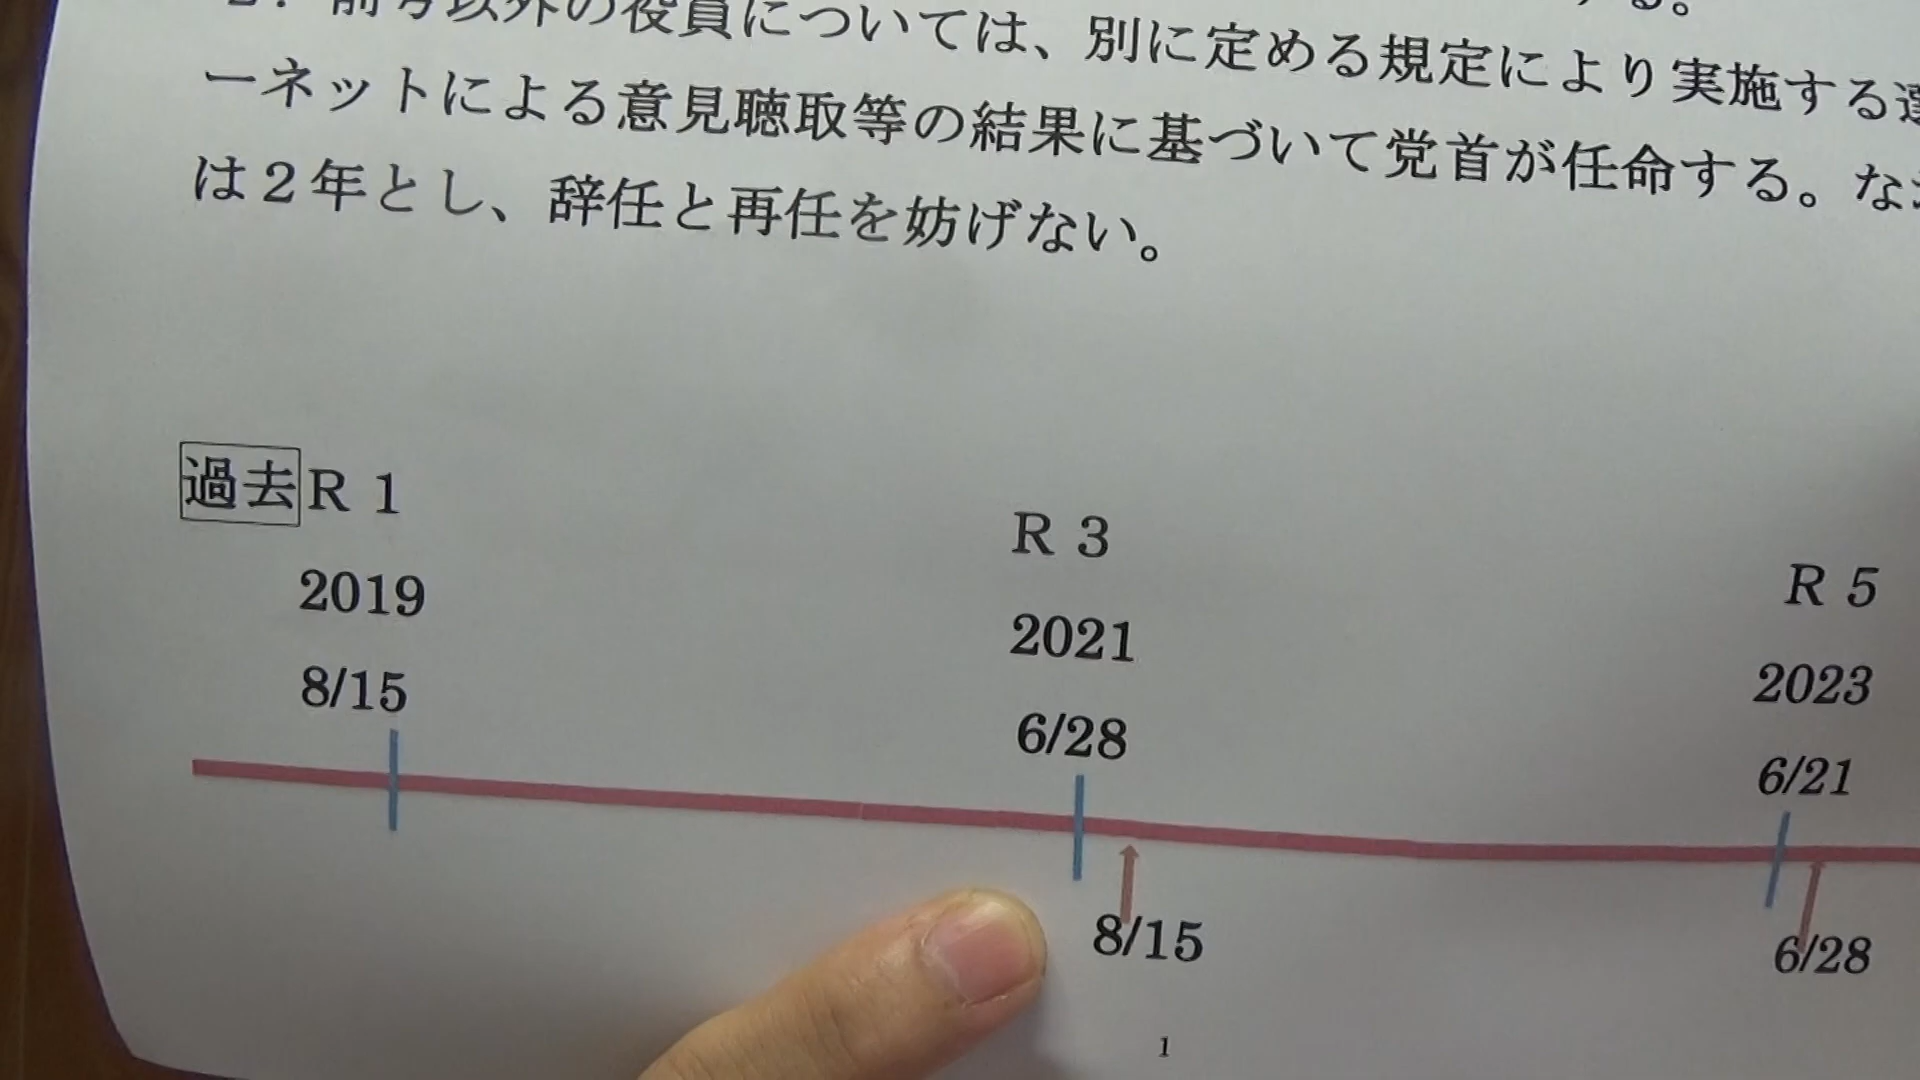 2．前号以外の役員については、別に定める規定により実施する
ーネットによる意見聴取等の結果に基づいて党首が任命する。な
は２年とし、辞任と再任を妨げない。
過去 R 1
2019
8/15
R 3
2021
6/28
8/15
R 5
2023
6/21
6/28
1